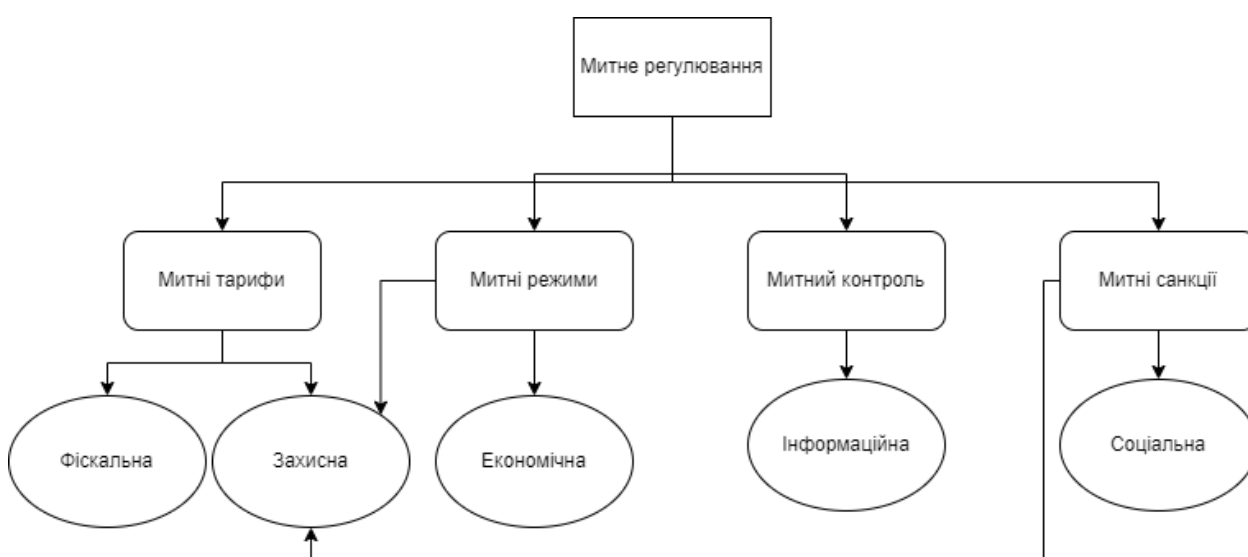 Митне регулювання
Митні тарифи
Митні режими
Митний контроль
Митні санкції
Фіскальна
Захисна
Економічна
Інформаційна
Соціальна